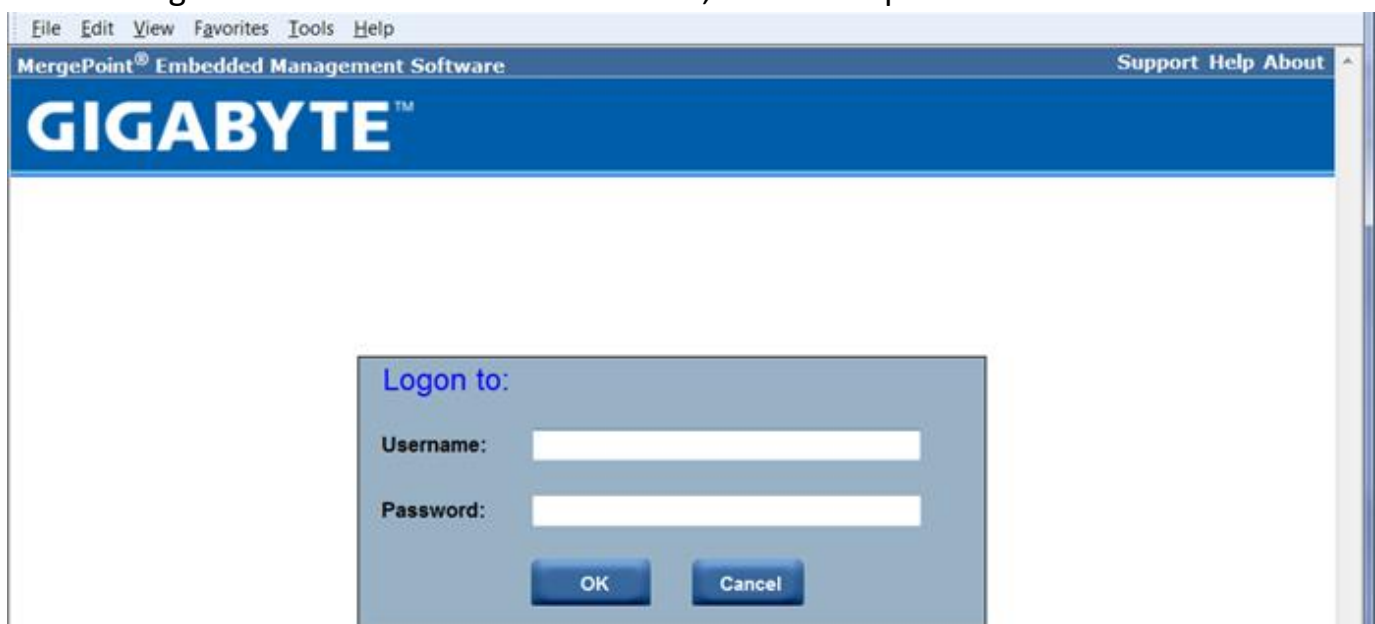 File Edit View Favorites Tools Help
MergePoint® Embedded Management Software Support Help About
GIGABYTE™
Logon to:
Username:
Password:
OK Cancel